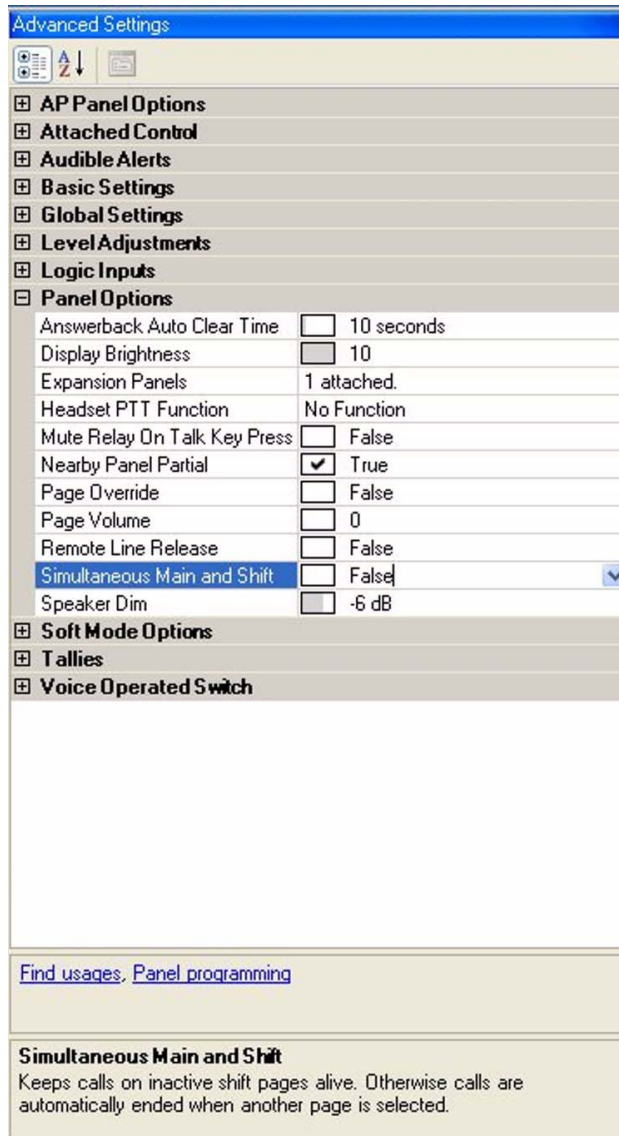 Advanced Settings
AP Panel Options
Attached Control
Audible Alerts
Basic Settings
Global Settings
Level Adjustments
Logic Inputs
Panel Options
Answerback Auto Clear Time 10 seconds
Display Brightness 10
Expansion Panels 1 attached.
Headset PTT Function No Function
Mute Relay On Talk Key Press False
Nearby Panel Partial True
Page Override False
Page Volume 0
Remote Line Release False
Simultaneous Main and Shift False
Speaker Dim -6 dB
Soft Mode Options
Tallies
Voice Operated Switch
Find usages, Panel programming
Simultaneous Main and Shift
Keeps calls on inactive shift pages alive. Otherwise calls are
automatically ended when another page is selected.